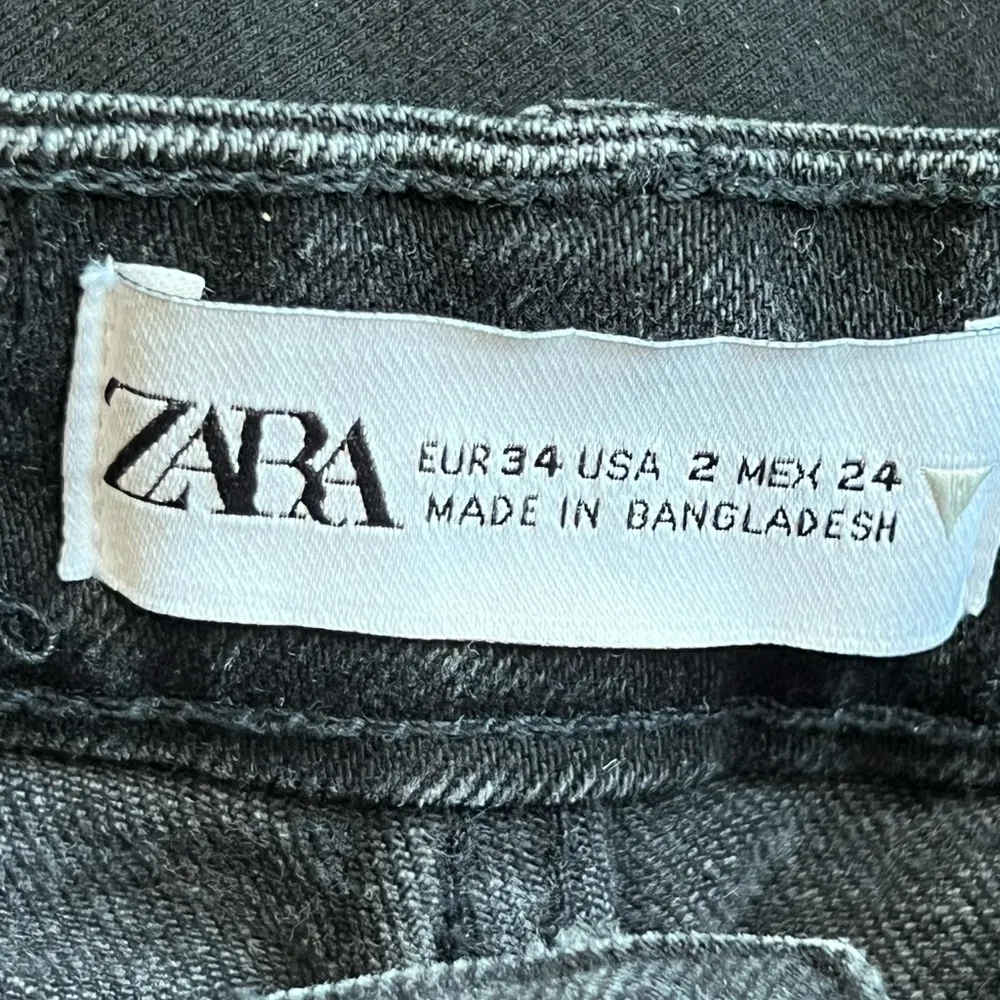 ZARA
EUR 34 USA 2 MEX 24
MADE IN BANGLADESH